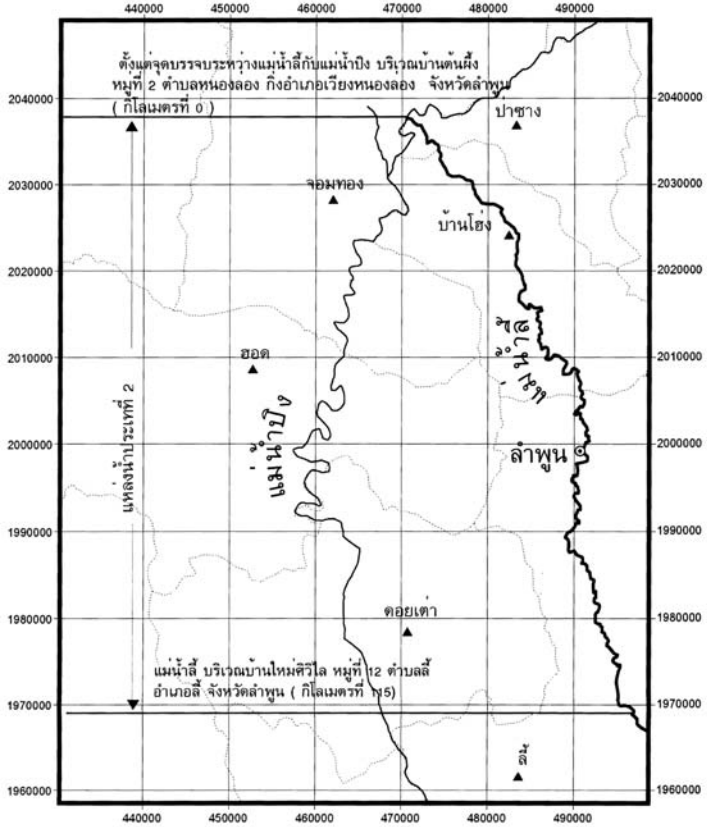 440000 450000 460000 470000 480000 490000
ตั้งแต่จุดบรรจบระหว่างแม่น้ำลี้กับแม่น้ำปิง บริเวณบ้านต้นผึ้ง
หมู่ที่ 2 ตำบลหนองล่อง กิ่งอำเภอเวียงหนองล่อง จังหวัดลำพูน
( กิโลเมตรที่ 0 )
2040000 2040000
ป่าซาง
2030000 2030000
จอมทอง
บ้านโฮ่ง
2020000 2020000
แม่น้ำลี้
2010000 2010000
ฮอด
แหล่งน้ำประเภทที่ 2
แม่น้ำปิง
2000000 2000000
ลำพูน
1990000 1990000
1980000 1980000
ดอยเต่า
แม่น้ำลี้ บริเวณบ้านใหม่ศิวิไล หมู่ที่ 12 ตำบลลี้
อำเภอลี้ จังหวัดลำพูน ( กิโลเมตรที่ 115)
1970000 1970000
ลี้
1960000 1960000
440000 450000 460000 470000 480000 490000